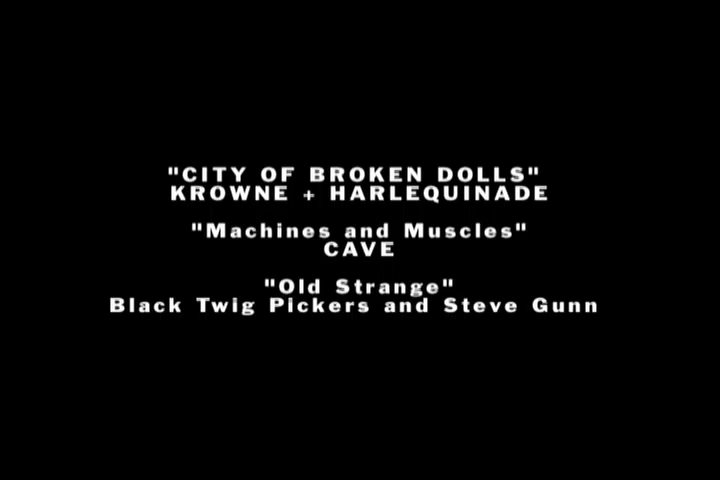 "CITY OF BROKEN DOLLS"
KROWNE + HARLEQUINADE
"Machines and Muscles"
CAVE
"Old Strange"
Black Twig Pickers and Steve Gunn